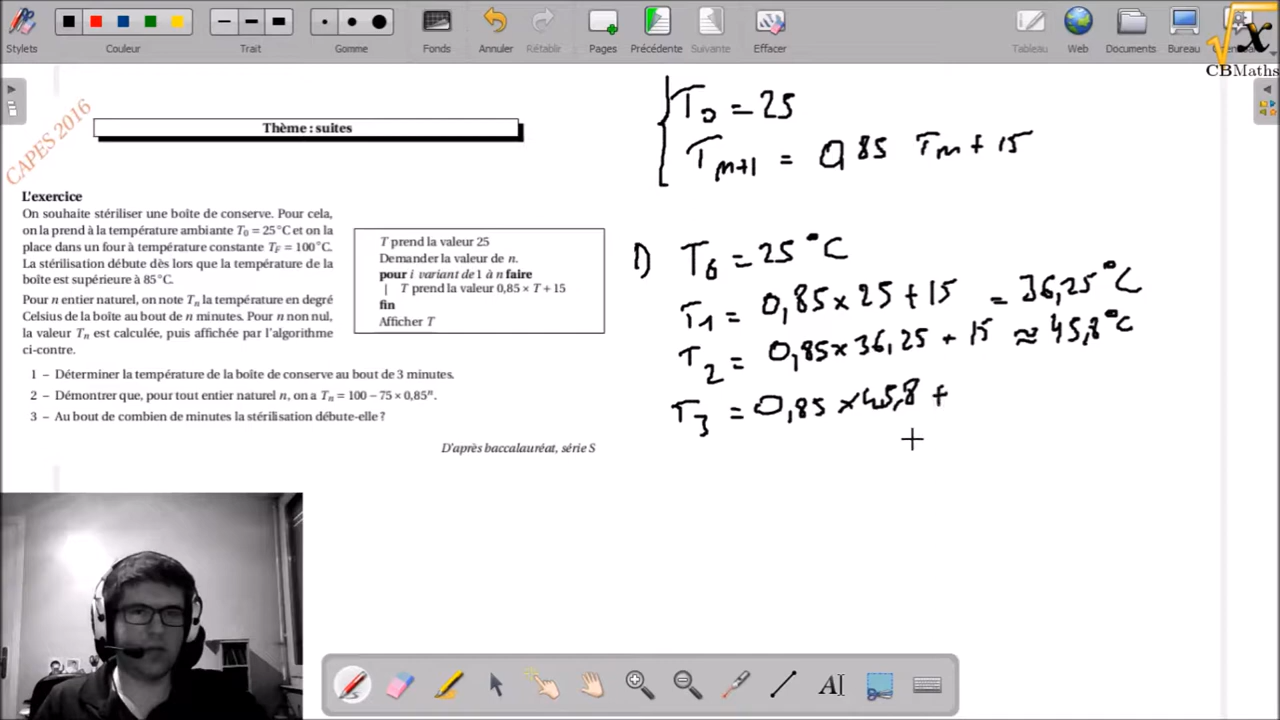 Stylets Couleur Trait Gomme Fonds Annuler Rétablir Pages Précédente Suivante Effacer Tableau Web Documents Bureau
CBMaths
CAPES 2016
Thème : suites
L'exercice
On souhaite stériliser une boîte de conserve. Pour cela,
on la prend à la température ambiante T₀ = 25°C et on la
place dans un four à température constante T_F = 100°C.
La stérilisation débute dès lors que la température de la
boîte est supérieure à 85°C.
Pour n entier naturel, on note Tₙ la température en degré
Celsius de la boîte au bout de n minutes. Pour n non nul,
la valeur Tₙ est calculée, puis affichée par l'algorithme
ci-contre.
T prend la valeur 25
Demander la valeur de n.
pour i variant de 1 à n faire
| T prend la valeur 0,85 × T + 15
fin
Afficher T
1 – Déterminer la température de la boîte de conserve au bout de 3 minutes.
2 – Démontrer que, pour tout entier naturel n, on a Tₙ = 100 – 75 × 0,85ⁿ.
3 – Au bout de combien de minutes la stérilisation débute-elle ?
D'après baccalauréat, série S
T₀ = 25
Tₙ₊₁ = 0,85 Tₙ + 15
1) T₀ = 25°C
T₁ = 0,85 × 25 + 15 = 36,25°C
T₂ = 0,85 × 36,25 + 15 ≈ 45,8°C
T₃ = 0,85 × 45,8 +